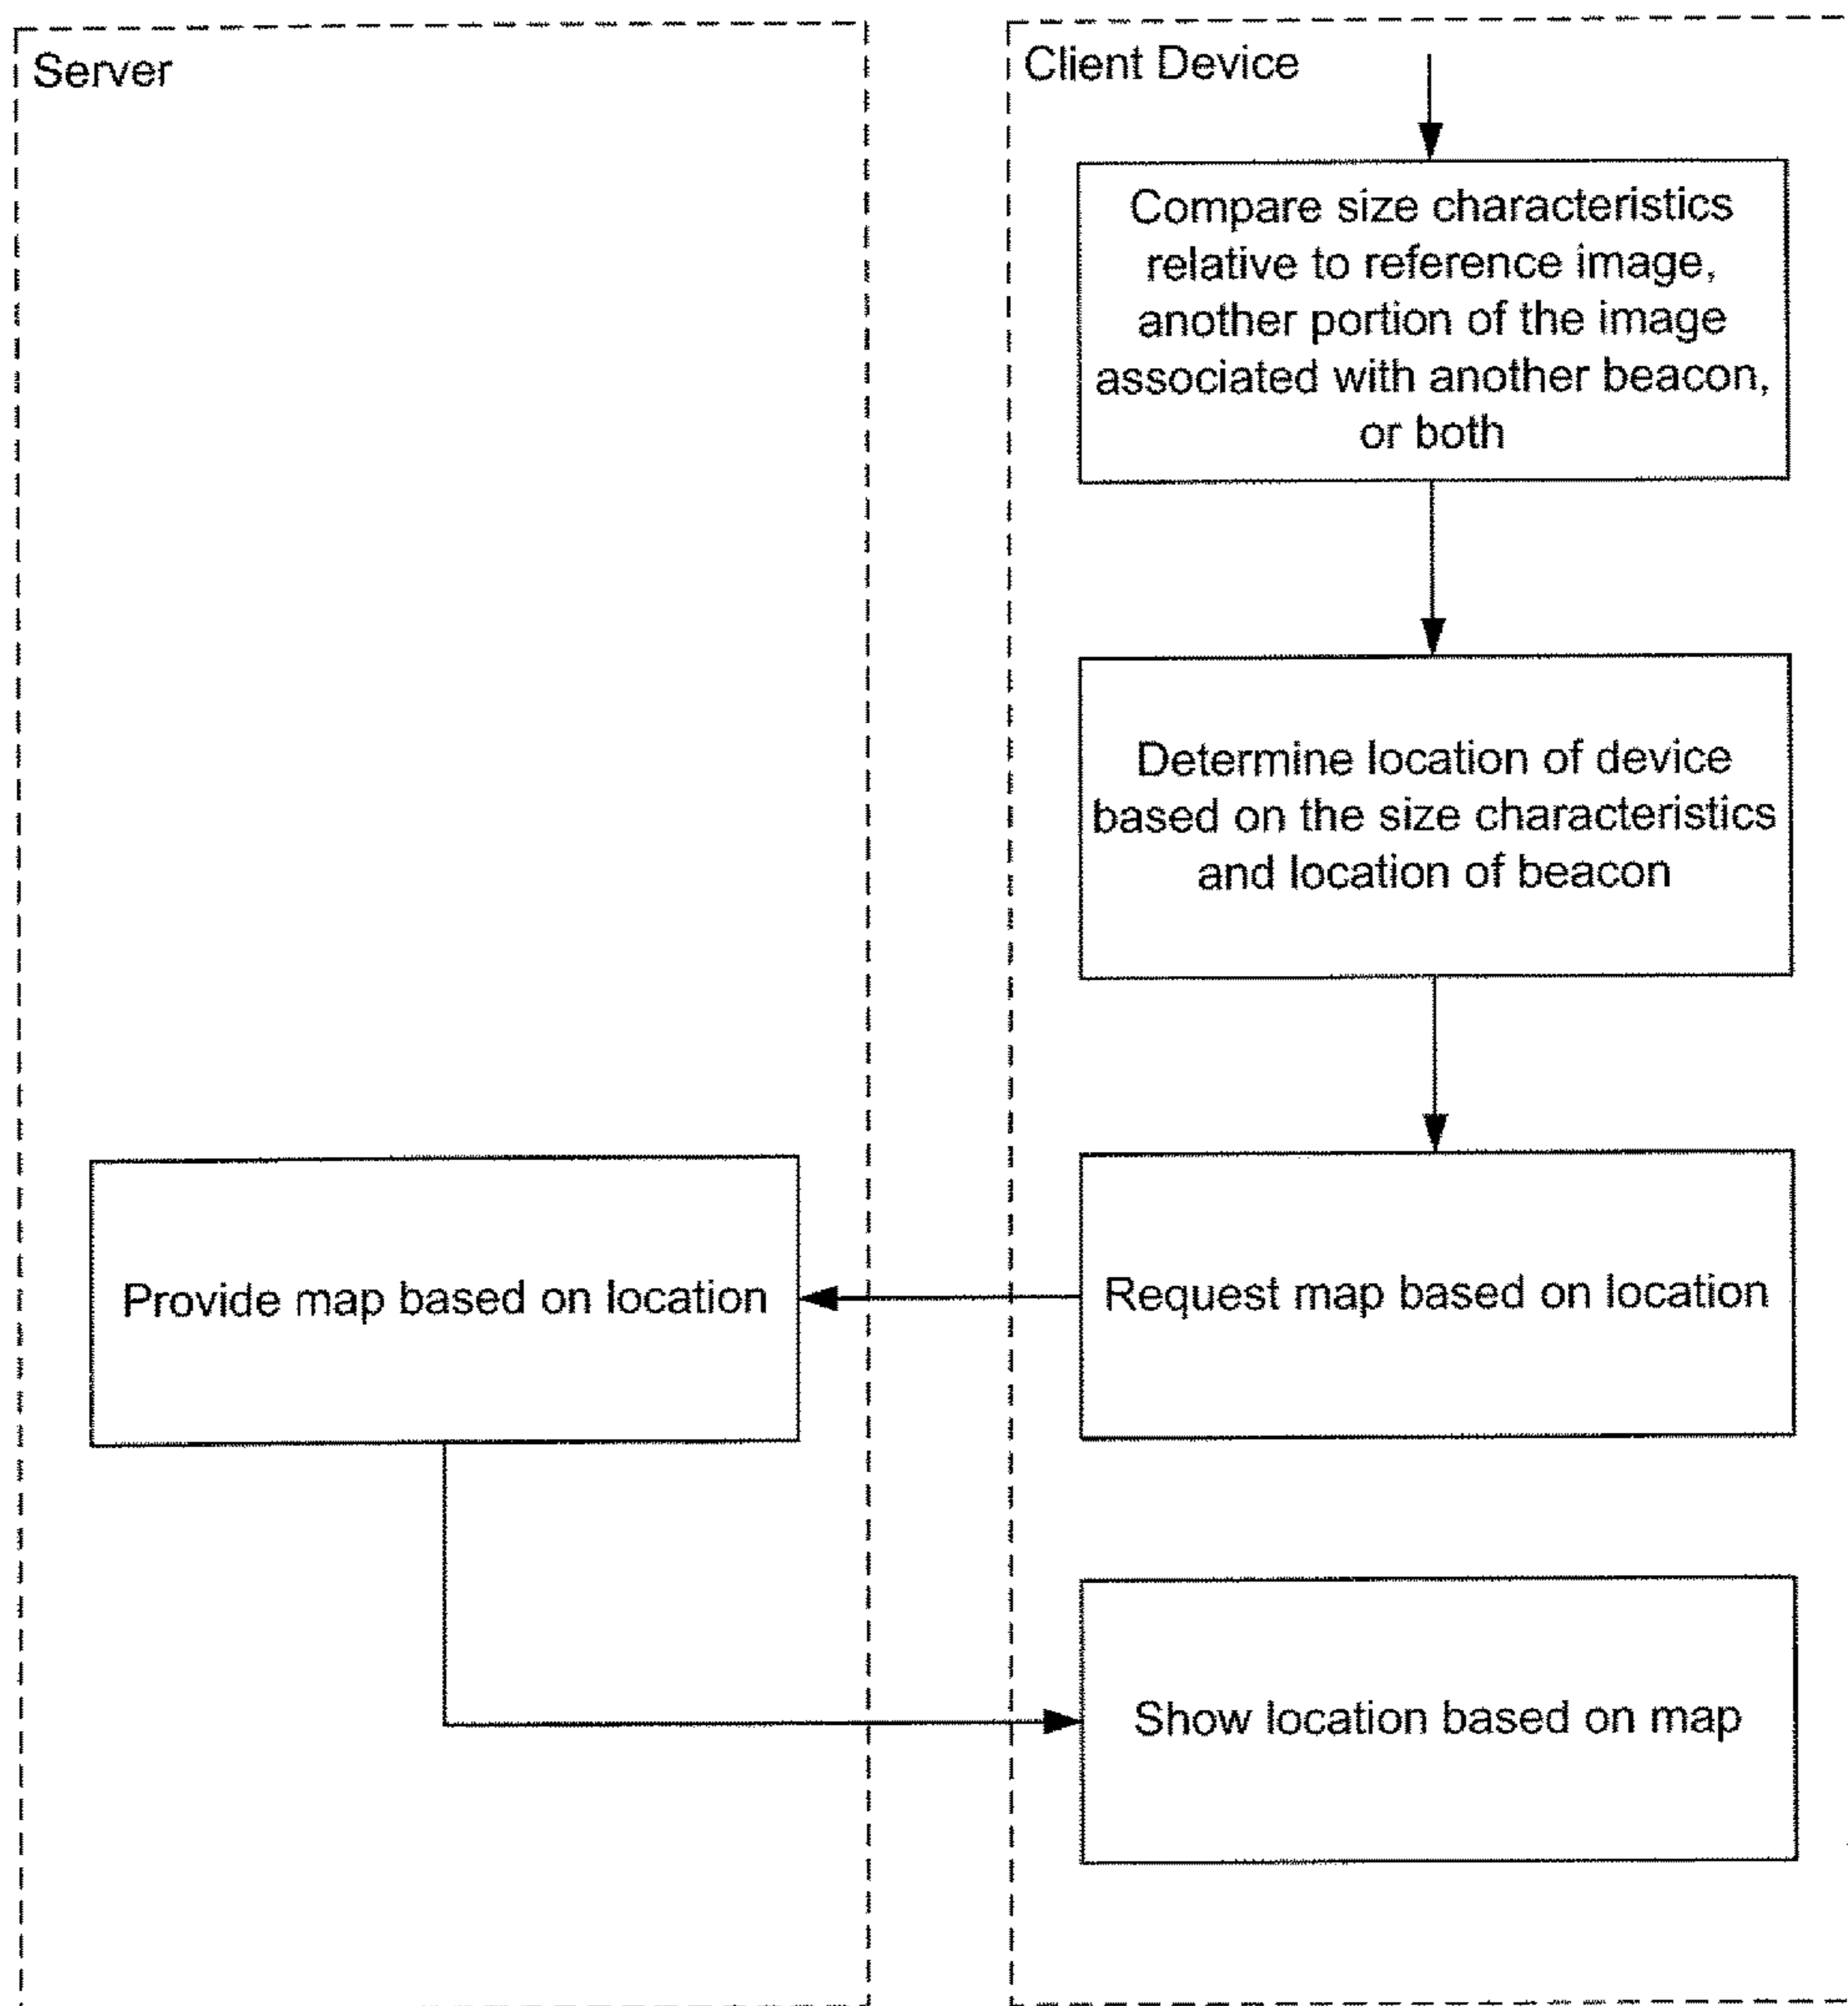 Server
Client Device
Compare size characteristics
relative to reference image,
another portion of the image
associated with another beacon,
or both
Determine location of device
based on the size characteristics
and location of beacon
Provide map based on location
Request map based on location
Show location based on map